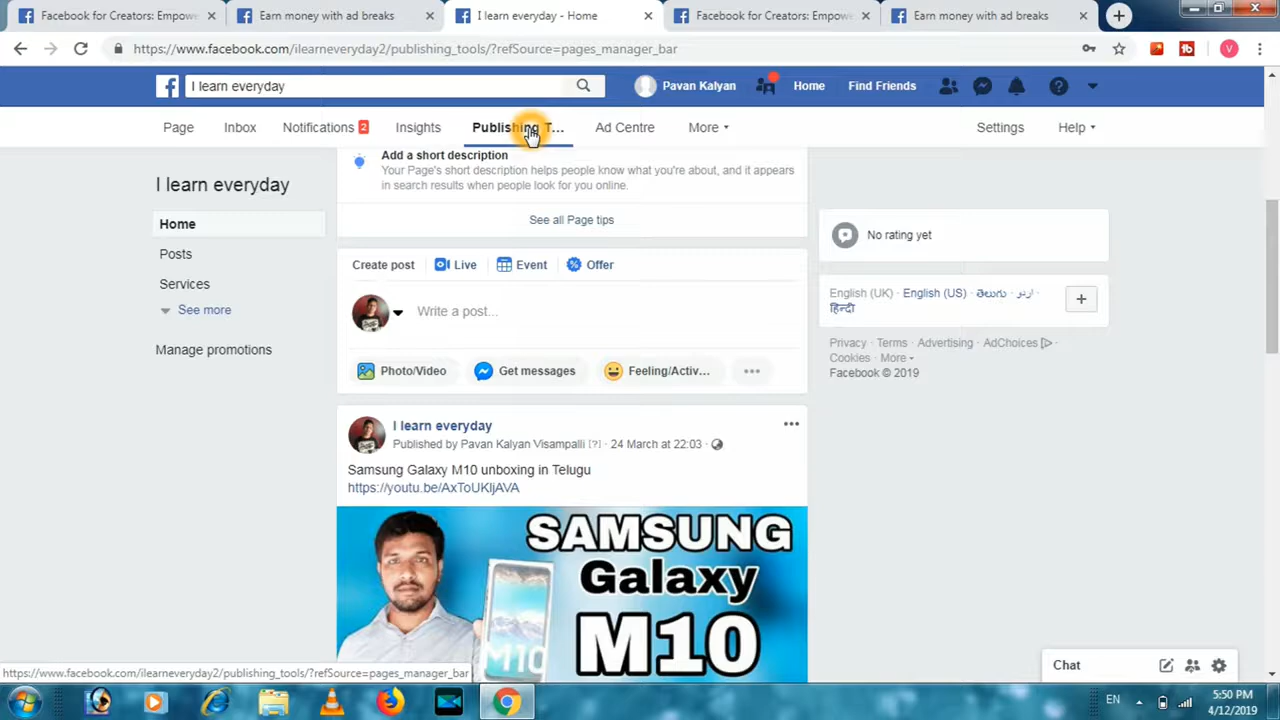 Facebook for Creators: Empowe
Earn money with ad breaks
I learn everyday - Home
Facebook for Creators: Empowe
Earn money with ad breaks
https://www.facebook.com/ilearneveryday2/publishing_tools/?refSource=pages_manager_bar
I learn everyday
Pavan Kalyan
Home
Find Friends
Page
Inbox
Notifications 2
Insights
Publishing T...
Ad Centre
More
Settings
Help
I learn everyday
Home
Posts
Services
See more
Manage promotions
Add a short description
Your Page's short description helps people know what you're about, and it appears
in search results when people look for you online.
See all Page tips
Create post
Live
Event
Offer
Write a post...
Photo/Video
Get messages
Feeling/Activ...
I learn everyday
Published by Pavan Kalyan Visampalli [?] · 24 March at 22:03 ·
Samsung Galaxy M10 unboxing in Telugu
https://youtu.be/AxToUKIjAVA
SAMSUNG
Galaxy
M10
M10
No rating yet
English (UK) · English (US) · తెలుగు · اردو ·
हिन्दी
Privacy · Terms · Advertising · AdChoices ·
Cookies · More
Facebook © 2019
Chat
https://www.facebook.com/ilearneveryday2/publishing_tools/?refSource=pages_manager_bar
EN
5:50 PM
4/12/2019
V